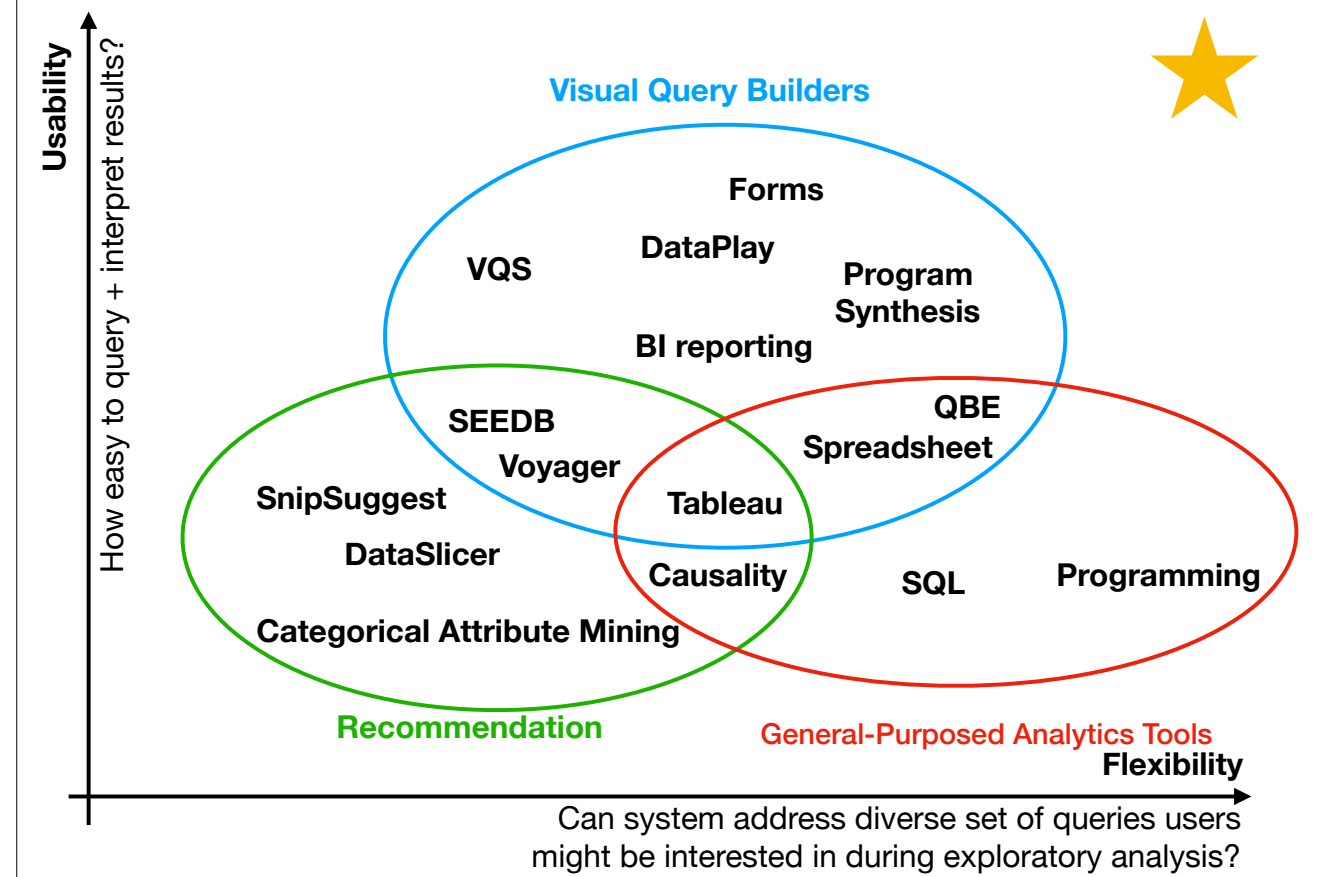 Usability
How easy to query + interpret results?
Visual Query Builders
Forms
DataPlay
VQS
Program
Synthesis
BI reporting
SEEDB
QBE
Spreadsheet
Voyager
SnipSuggest
Tableau
DataSlicer
Causality
SQL
Programming
Categorical Attribute Mining
Recommendation
General-Purposed Analytics Tools
Flexibility
Can system address diverse set of queries users
might be interested in during exploratory analysis?